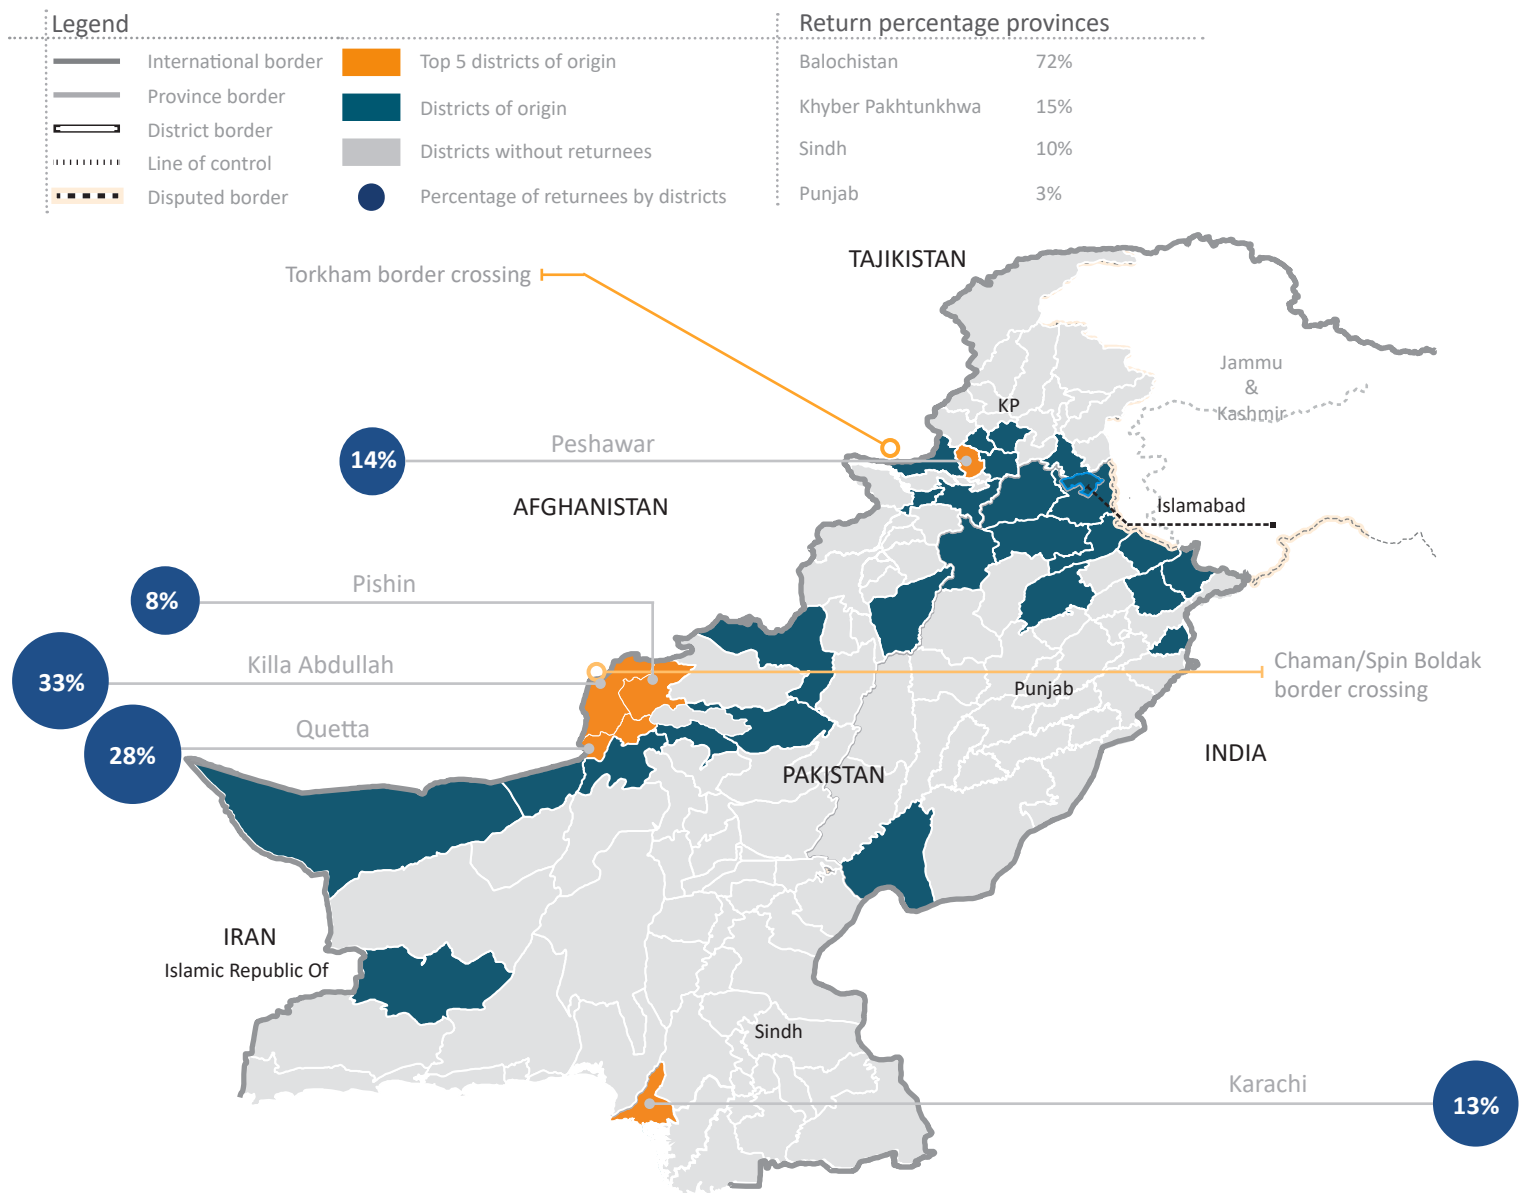 Legend
International border
Province border
District border
Line of control
Disputed border
Top 5 districts of origin
Districts of origin
Districts without returnees
Percentage of returnees by districts
Return percentage provinces
Balochistan 72%
Khyber Pakhtunkhwa 15%
Sindh 10%
Punjab 3%
TAJIKISTAN
Torkham border crossing
Jammu
&
Kashmir
KP
Peshawar
14%
AFGHANISTAN
Islamabad
Pishin
8%
Killa Abdullah
33%
Chaman/Spin Boldak
border crossing
Punjab
Quetta
28%
INDIA
PAKISTAN
IRAN
Islamic Republic Of
Sindh
Karachi
13%